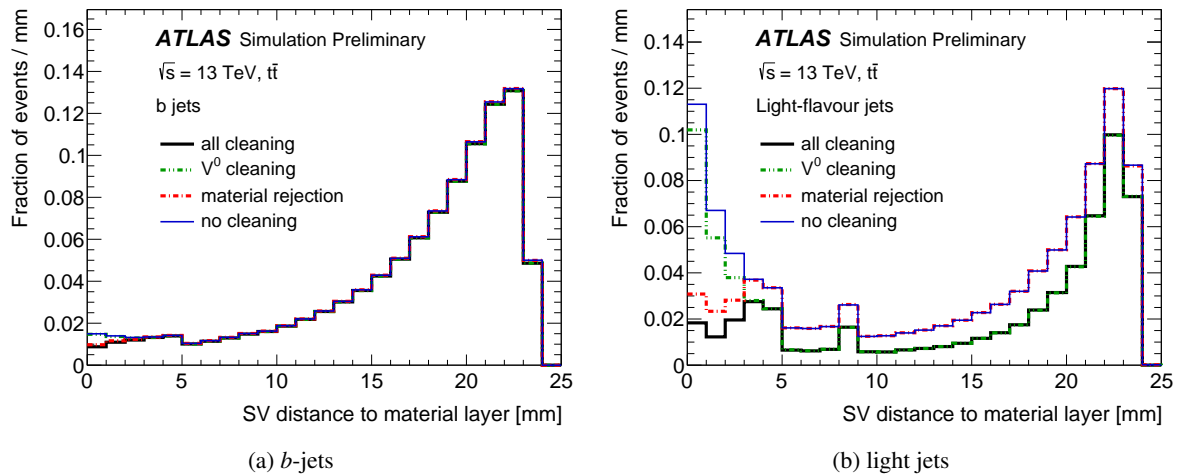 Fraction of events / mm
0.16
0.14
0.12
0.1
0.08
0.06
0.04
0.02
0
ATLAS Simulation Preliminary
√s = 13 TeV, tt̄
b jets
all cleaning
V⁰ cleaning
material rejection
no cleaning
0 5 10 15 20 25
SV distance to material layer [mm]
(a) b-jets
Fraction of events / mm
0.14
0.12
0.1
0.08
0.06
0.04
0.02
0
ATLAS Simulation Preliminary
√s = 13 TeV, tt̄
Light-flavour jets
all cleaning
V⁰ cleaning
material rejection
no cleaning
0 5 10 15 20 25
SV distance to material layer [mm]
(b) light jets